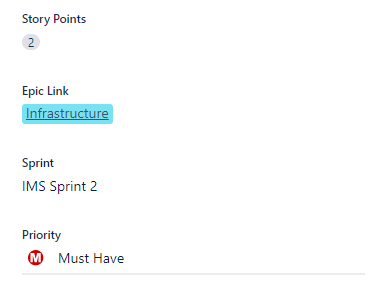 Story Points
2
Epic Link
Infrastructure
Sprint
IMS Sprint 2
Priority
M Must Have